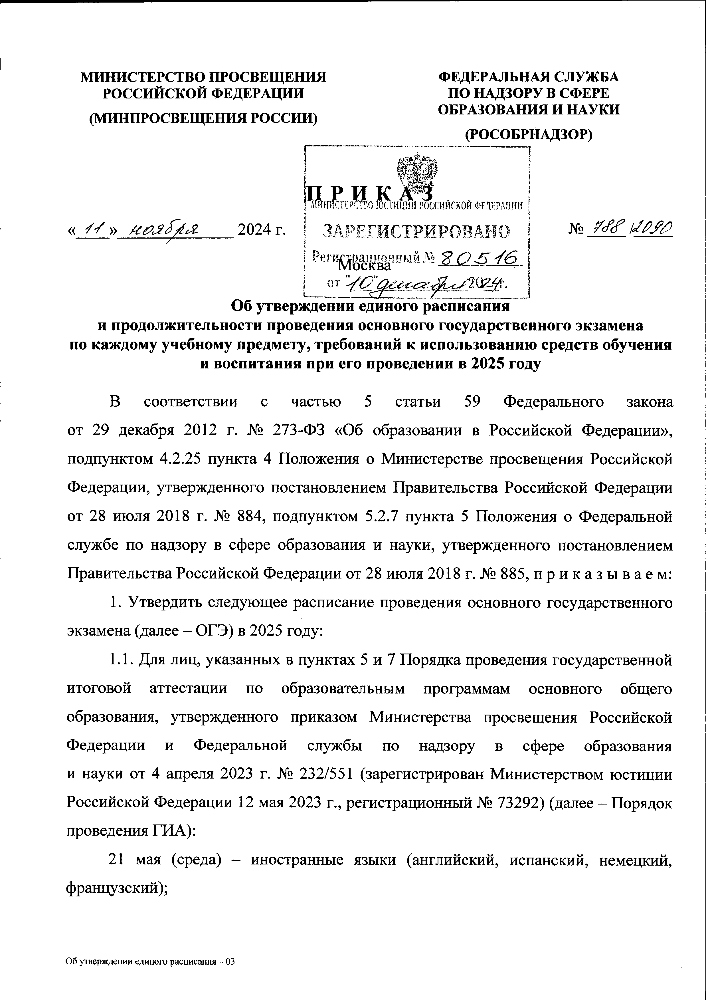 МИНИСТЕРСТВО ПРОСВЕЩЕНИЯ
РОССИЙСКОЙ ФЕДЕРАЦИИ
(МИНПРОСВЕЩЕНИЯ РОССИИ)
ФЕДЕРАЛЬНАЯ СЛУЖБА
ПО НАДЗОРУ В СФЕРЕ
ОБРАЗОВАНИЯ И НАУКИ
(РОСОБРНАДЗОР)
П Р И К А З
МИНИСТЕРСТВО ЮСТИЦИИ РОССИЙСКОЙ ФЕДЕРАЦИИ
ЗАРЕГИСТРИРОВАНО
Регистрационный № 80516
от "10" декабря 2024г.
«11» ноября 2024 г.
№ 788/2090
Москва
Об утверждении единого расписания
и продолжительности проведения основного государственного экзамена
по каждому учебному предмету, требований к использованию средств обучения
и воспитания при его проведении в 2025 году
В соответствии с частью 5 статьи 59 Федерального закона
от 29 декабря 2012 г. № 273-ФЗ «Об образовании в Российской Федерации»,
подпунктом 4.2.25 пункта 4 Положения о Министерстве просвещения Российской
Федерации, утвержденного постановлением Правительства Российской Федерации
от 28 июля 2018 г. № 884, подпунктом 5.2.7 пункта 5 Положения о Федеральной
службе по надзору в сфере образования и науки, утвержденного постановлением
Правительства Российской Федерации от 28 июля 2018 г. № 885, п р и к а з ы в а е м:
1. Утвердить следующее расписание проведения основного государственного
экзамена (далее – ОГЭ) в 2025 году:
1.1. Для лиц, указанных в пунктах 5 и 7 Порядка проведения государственной
итоговой аттестации по образовательным программам основного общего
образования, утвержденного приказом Министерства просвещения Российской
Федерации и Федеральной службы по надзору в сфере образования
и науки от 4 апреля 2023 г. № 232/551 (зарегистрирован Министерством юстиции
Российской Федерации 12 мая 2023 г., регистрационный № 73292) (далее – Порядок
проведения ГИА):
21 мая (среда) – иностранные языки (английский, испанский, немецкий,
французский);
Об утверждении единого расписания – 03